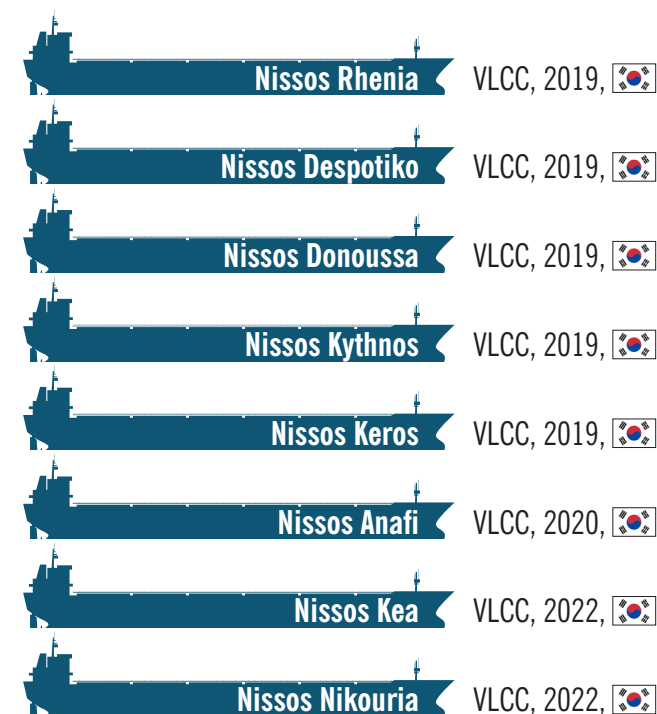 Nissos Rhenia VLCC, 2019,
Nissos Despotiko VLCC, 2019,
Nissos Donoussa VLCC, 2019,
Nissos Kythnos VLCC, 2019,
Nissos Keros VLCC, 2019,
Nissos Anafi VLCC, 2020,
Nissos Kea VLCC, 2022,
Nissos Nikouria VLCC, 2022,